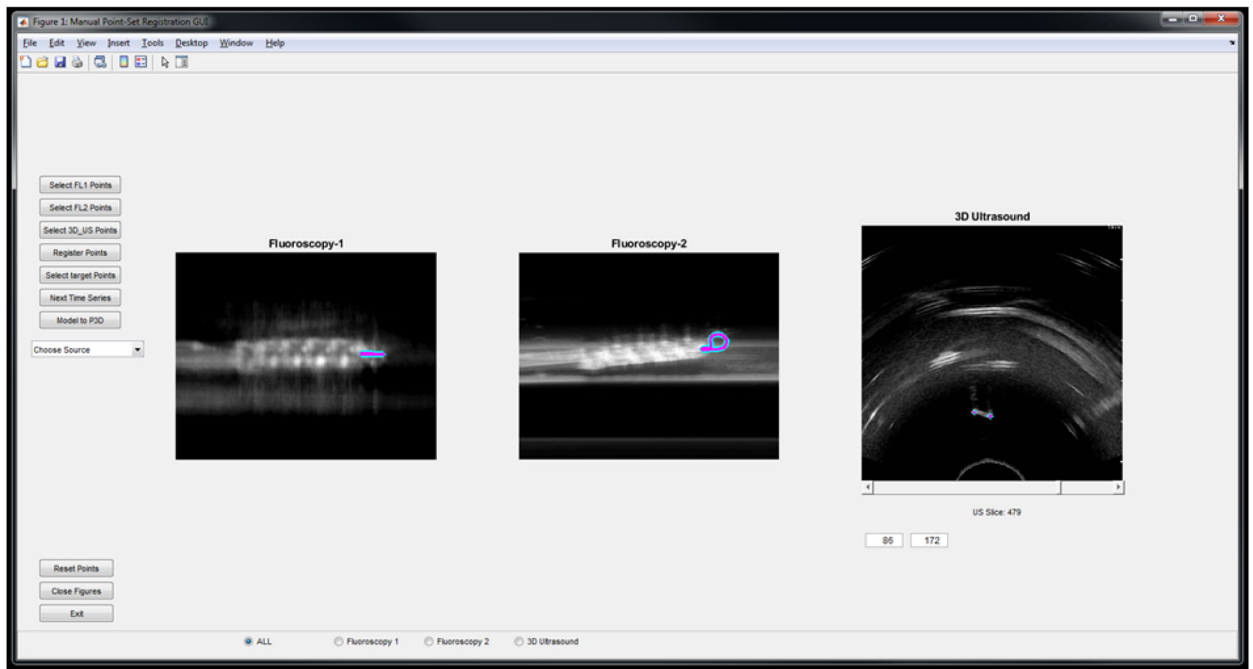 Figure 1: Manual Point-Set Registration GUI
File Edit View Insert Tools Desktop Window Help
Select FL1 Points
Select FL2 Points
Select 3D_US Points
Register Points
Select target Points
Next Time Series
Model to P3D
Choose Source
Fluoroscopy-1
Fluoroscopy-2
3D Ultrasound
US Slice: 479
86 172
Reset Points
Close Figures
Exit
ALL Fluoroscopy 1 Fluoroscopy 2 3D Ultrasound